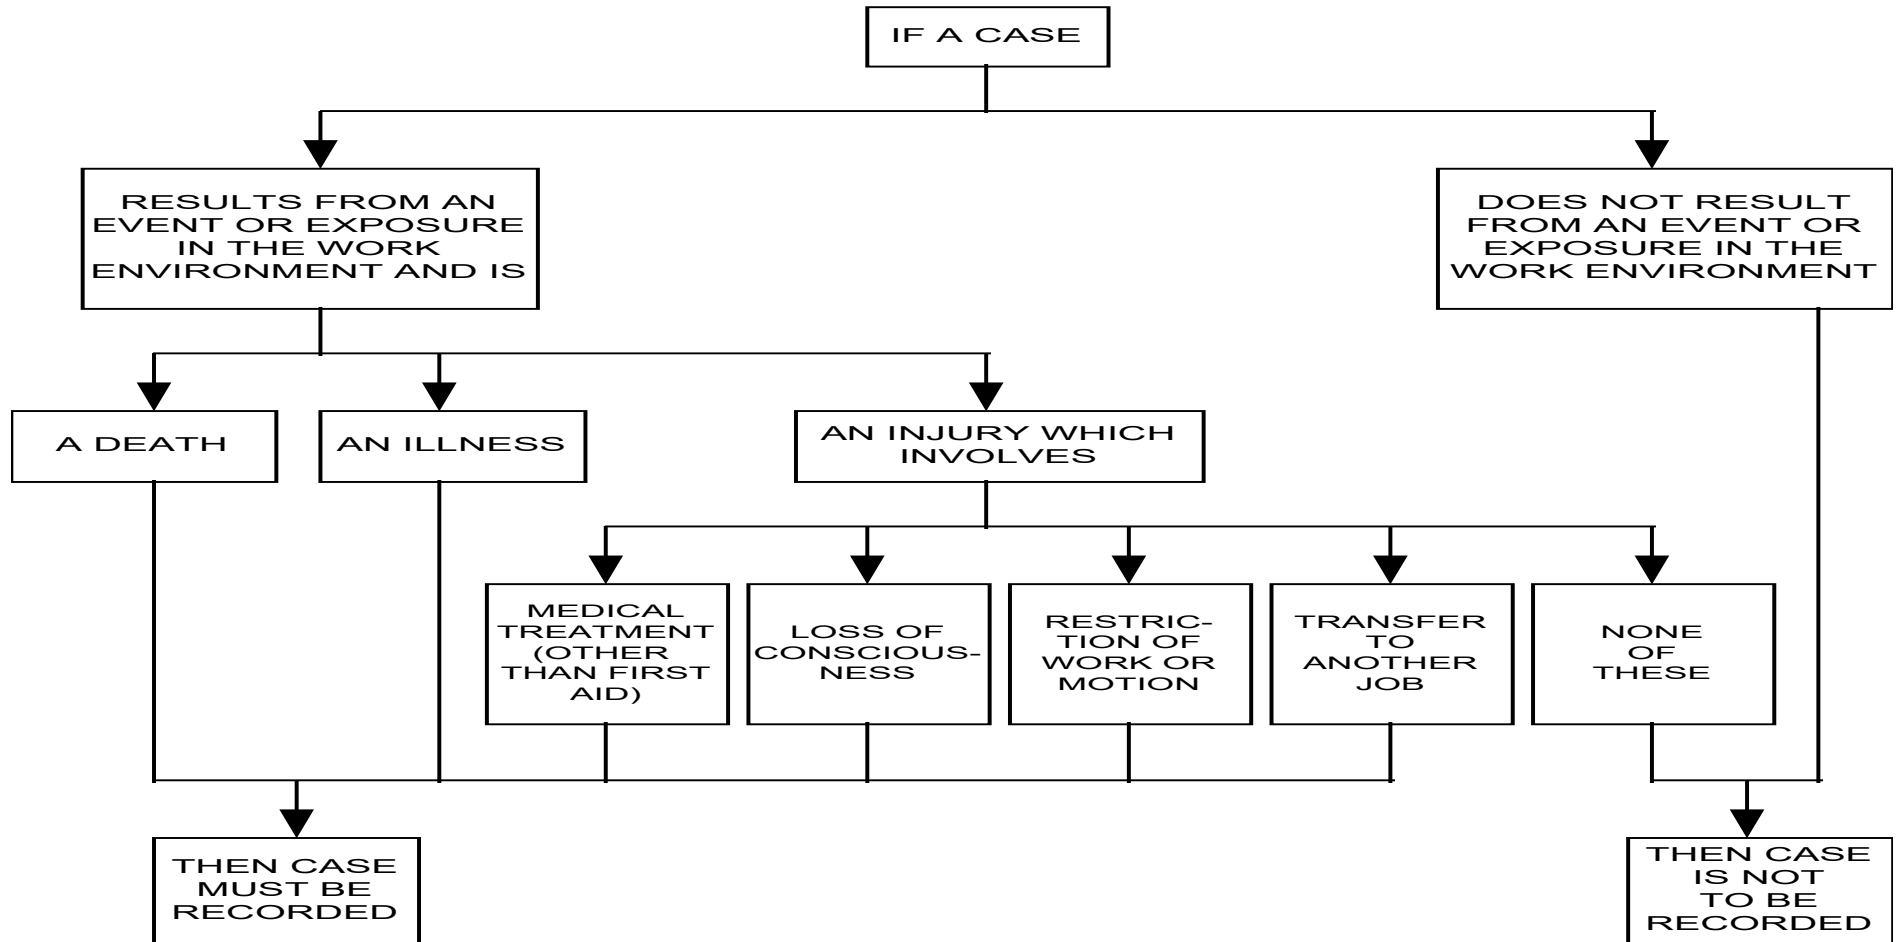 IF A CASE
RESULTS FROM AN
EVENT OR EXPOSURE
IN THE WORK
ENVIRONMENT AND IS
DOES NOT RESULT
FROM AN EVENT OR
EXPOSURE IN THE
WORK ENVIRONMENT
A DEATH
AN ILLNESS
AN INJURY WHICH
INVOLVES
MEDICAL
TREATMENT
(OTHER
THAN FIRST
AID)
LOSS OF
CONSCIOUS-
NESS
RESTRIC-
TION OF
WORK OR
MOTION
TRANSFER
TO
ANOTHER
JOB
NONE
OF
THESE
THEN CASE
MUST BE
RECORDED
THEN CASE
IS NOT
TO BE
RECORDED